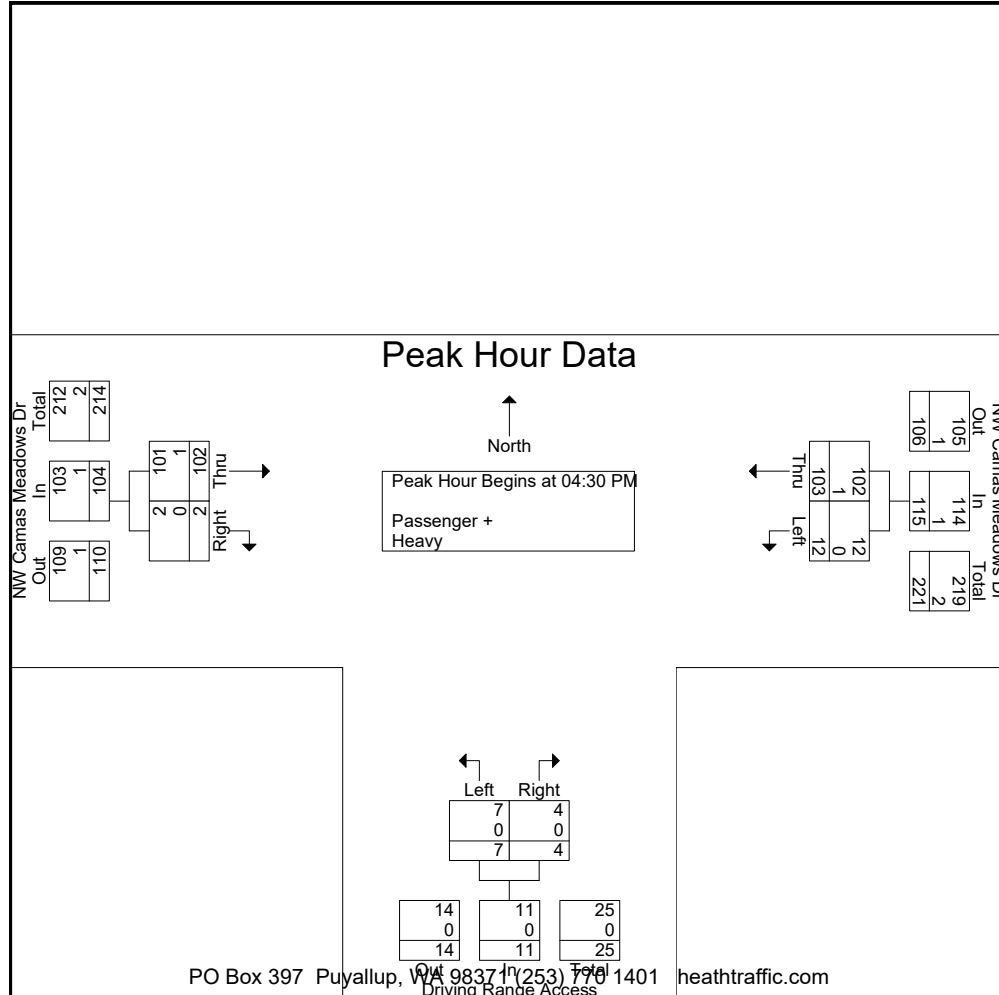 Peak Hour Data
North
Peak Hour Begins at 04:30 PM
Passenger +
Heavy
NW Camas Meadows Dr
Total
212
2
214
In
103
1
104
Out
109
1
110
101
1
102
Thru
2
0
2
Right
Thru
102
1
103
Left
12
0
12
NW Camas Meadows Dr
Out
105
1
106
In
114
1
115
Total
219
2
221
Left Right
7 4
0 0
7 4
14 11 25
0 0 0
14 11 25
Out In Total
PO Box 397 Puyallup, WA 98371 (253) 770 1401 heathtraffic.com
Driving Range Access